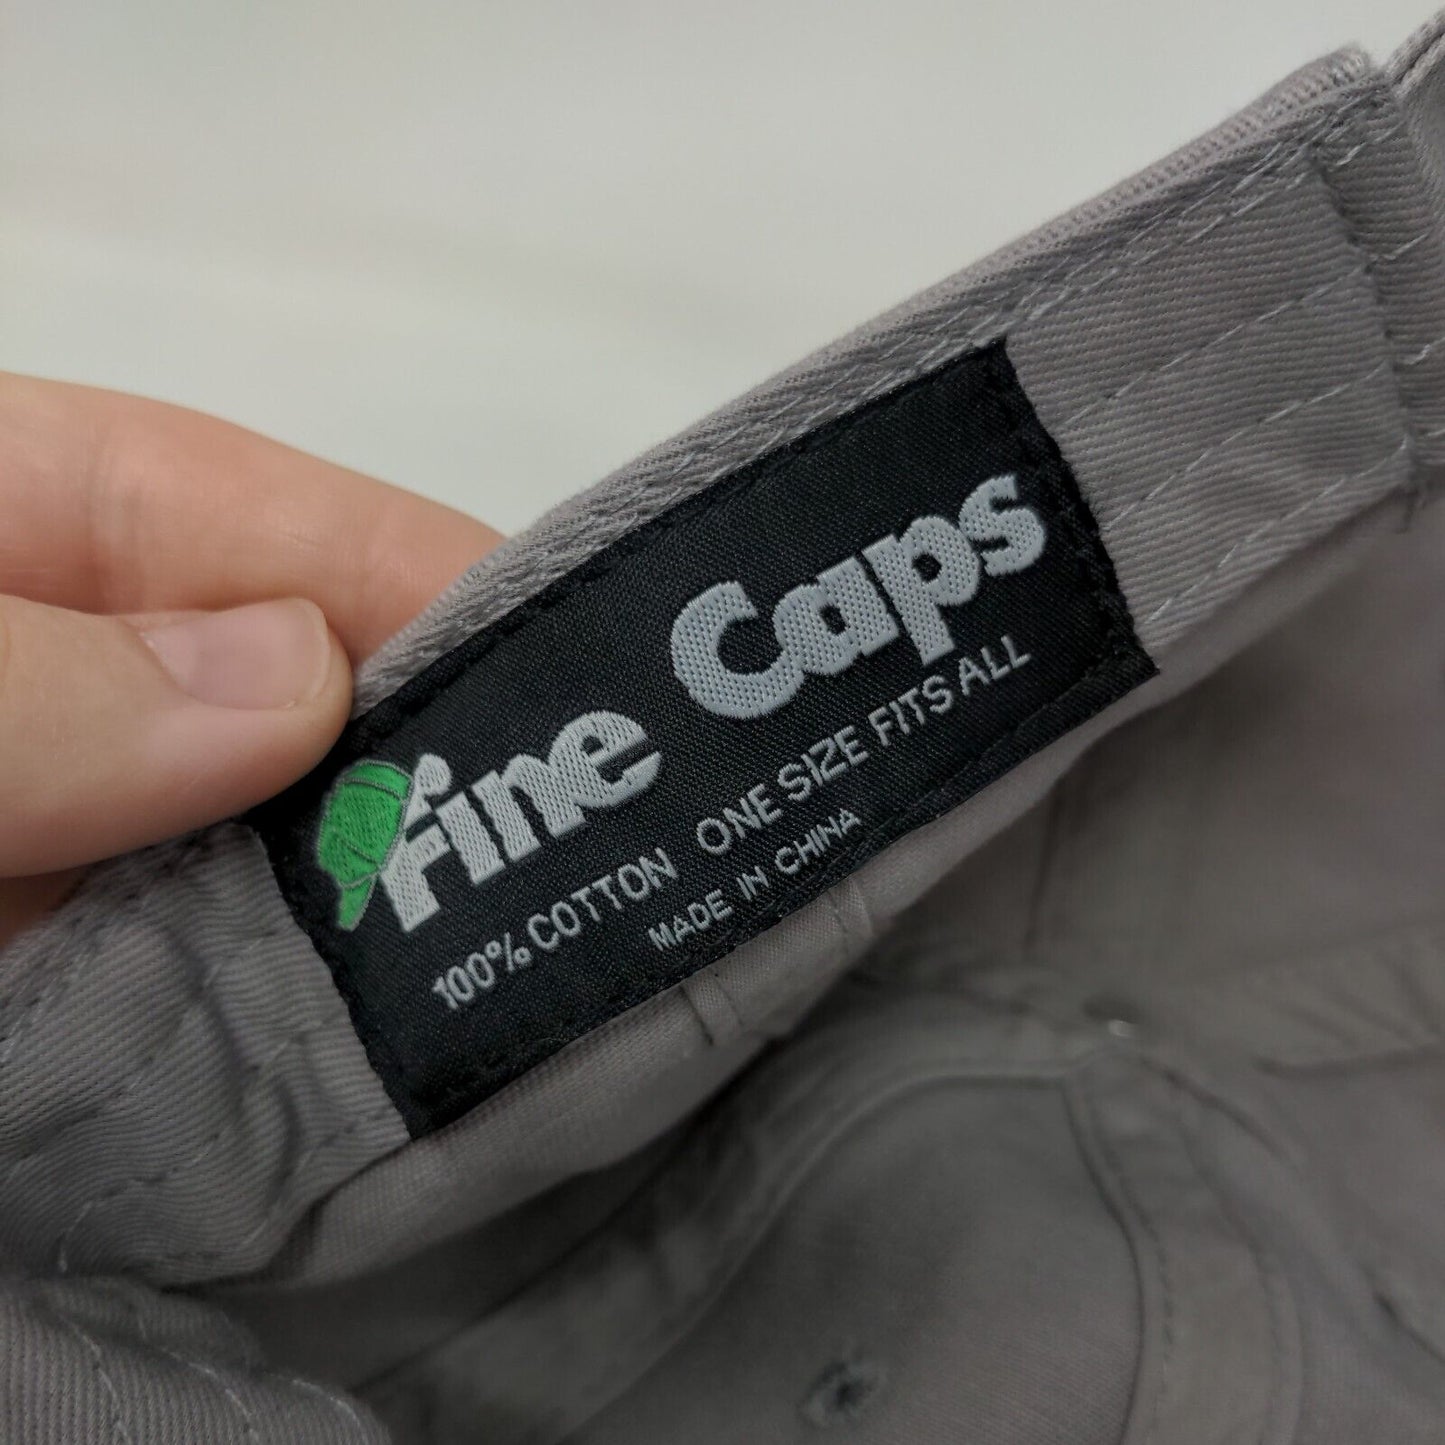 Fine Caps
100% COTTON ONE SIZE FITS ALL
MADE IN CHINA